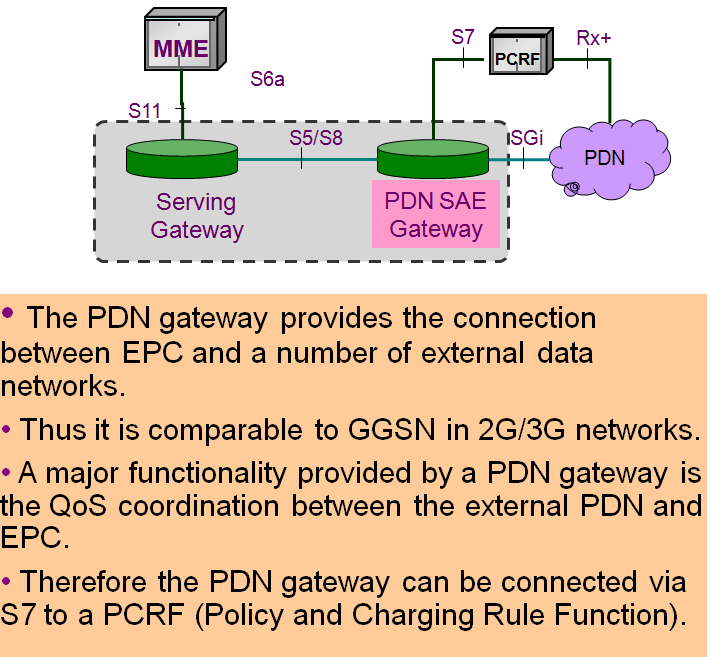 MME
S6a
S11
S7
PCRF
Rx+
S5/S8
SGi
PDN
Serving
Gateway
PDN SAE
Gateway
• The PDN gateway provides the connection
between EPC and a number of external data
networks.
• Thus it is comparable to GGSN in 2G/3G networks.
• A major functionality provided by a PDN gateway is
the QoS coordination between the external PDN and
EPC.
• Therefore the PDN gateway can be connected via
S7 to a PCRF (Policy and Charging Rule Function).